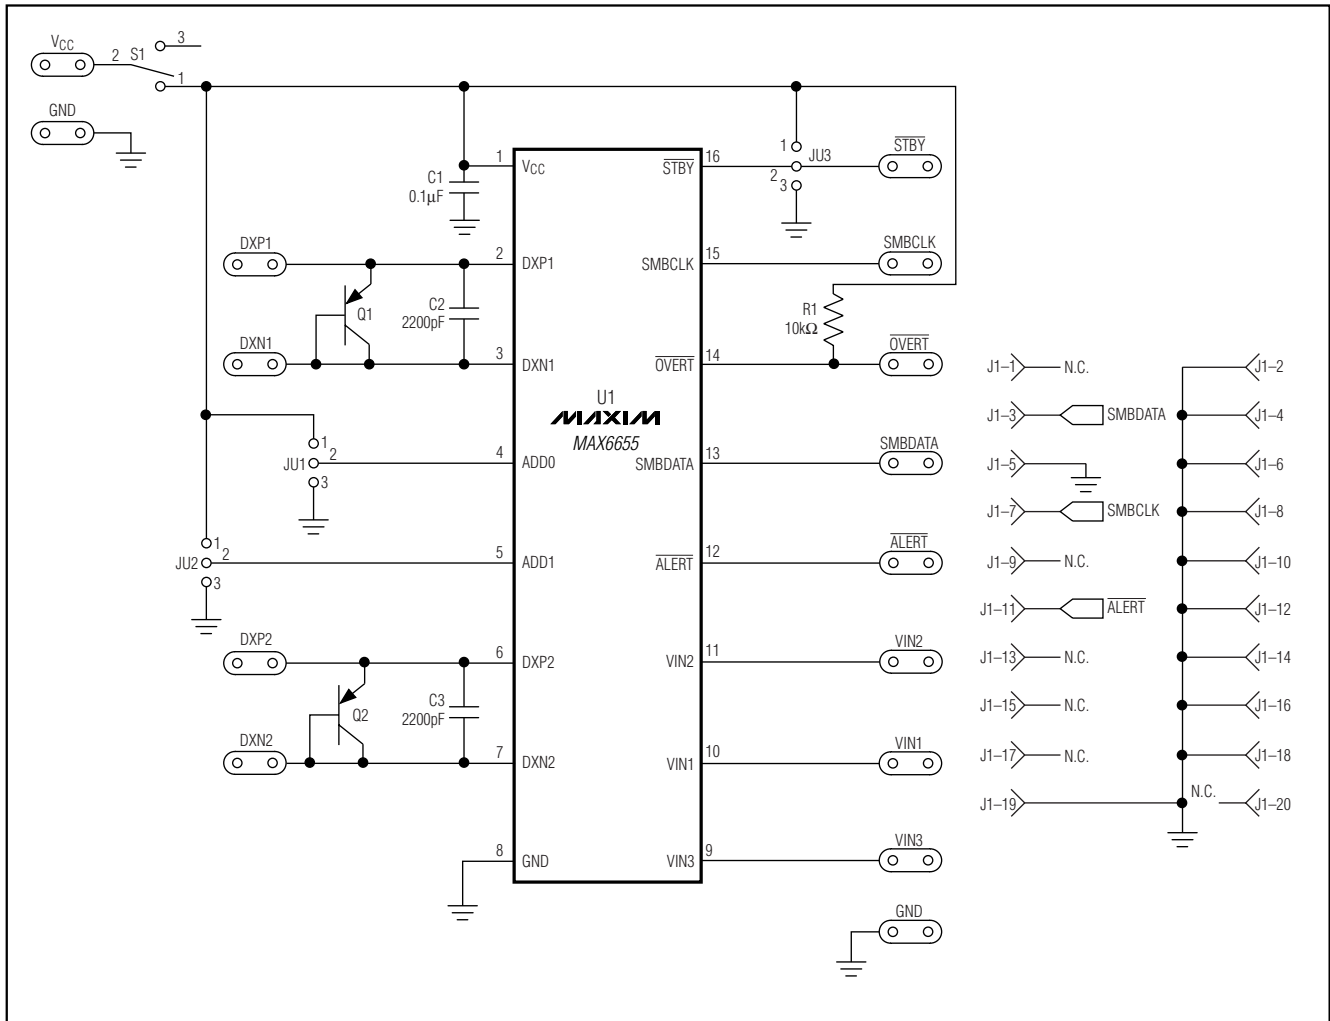 VCC
2
S1
3
1
GND
1
VCC
C1
0.1µF
16
STBY
1
JU3
2
3
STBY
DXP1
2
DXP1
Q1
C2
2200pF
DXN1
3
DXN1
15
SMBCLK
SMBCLK
R1
10kΩ
14
OVERT
OVERT
U1
MAXIM
MAX6655
1
JU1
2
3
4
ADD0
13
SMBDATA
SMBDATA
1
JU2
2
3
5
ADD1
12
ALERT
ALERT
DXP2
6
DXP2
Q2
C3
2200pF
DXN2
7
DXN2
11
VIN2
VIN2
10
VIN1
VIN1
8
GND
9
VIN3
VIN3
GND
J1–1 N.C. J1–2
J1–3 SMBDATA J1–4
J1–5 J1–6
J1–7 SMBCLK J1–8
J1–9 N.C. J1–10
J1–11 ALERT J1–12
J1–13 N.C. J1–14
J1–15 N.C. J1–16
J1–17 N.C. J1–18
J1–19 N.C. J1–20